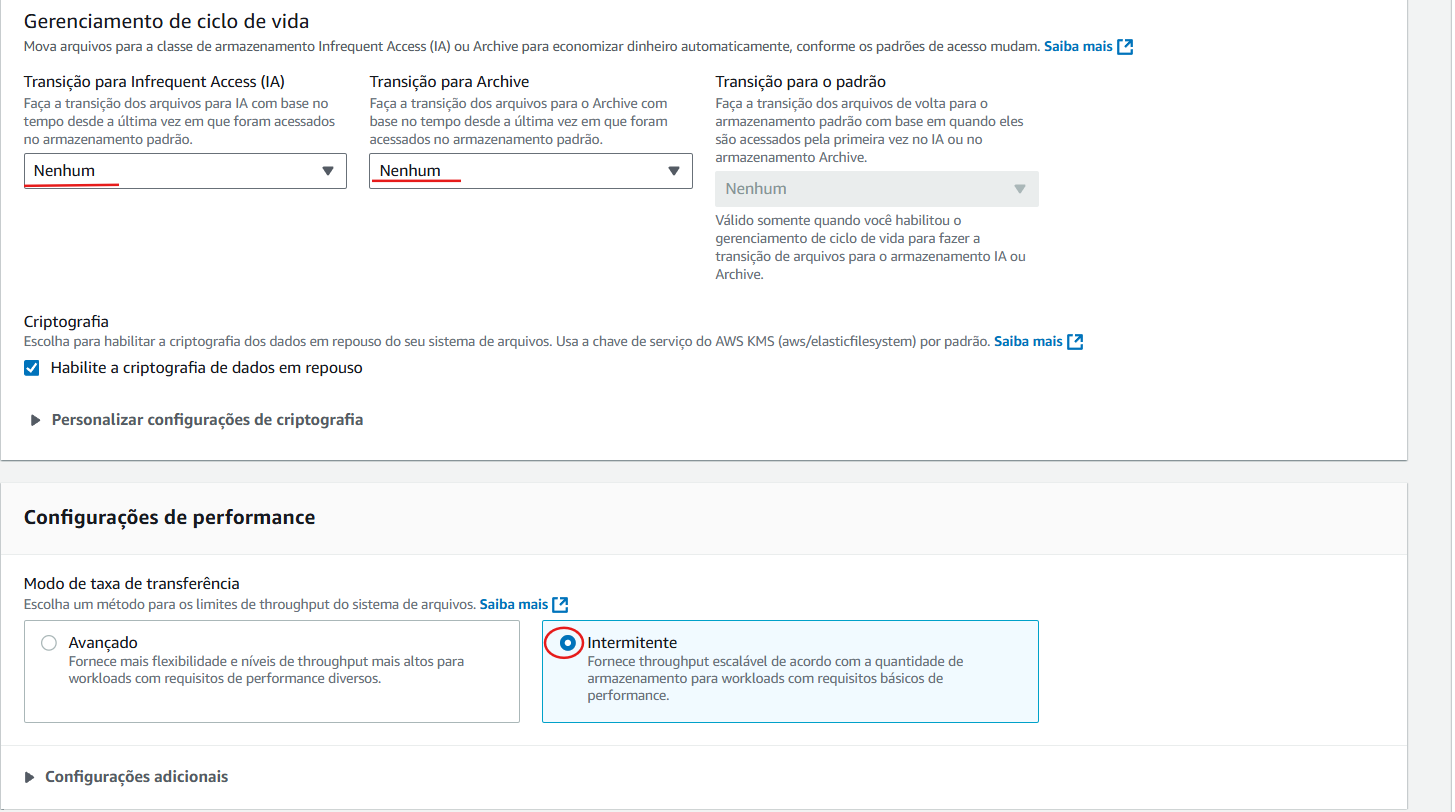 Gerenciamento de ciclo de vida
Mova arquivos para a classe de armazenamento Infrequent Access (IA) ou Archive para economizar dinheiro automaticamente, conforme os padrões de acesso mudam. Saiba mais
Transição para Infrequent Access (IA)
Faça a transição dos arquivos para IA com base no
tempo desde a última vez em que foram acessados
no armazenamento padrão.
Nenhum
Transição para Archive
Faça a transição dos arquivos para o Archive com
base no tempo desde a última vez em que foram
acessados no armazenamento padrão.
Nenhum
Transição para o padrão
Faça a transição dos arquivos de volta para o
armazenamento padrão com base em quando eles
são acessados pela primeira vez no IA ou no
armazenamento Archive.
Nenhum
Válido somente quando você habilitou o
gerenciamento de ciclo de vida para fazer a
transição de arquivos para o armazenamento IA ou
Archive.
Criptografia
Escolha para habilitar a criptografia dos dados em repouso do seu sistema de arquivos. Usa a chave de serviço do AWS KMS (aws/elasticfilesystem) por padrão. Saiba mais
Habilite a criptografia de dados em repouso
Personalizar configurações de criptografia
Configurações de performance
Modo de taxa de transferência
Escolha um método para os limites de throughput do sistema de arquivos. Saiba mais
Avançado
Fornece mais flexibilidade e níveis de throughput mais altos para
workloads com requisitos de performance diversos.
Intermitente
Fornece throughput escalável de acordo com a quantidade de
armazenamento para workloads com requisitos básicos de
performance.
Configurações adicionais